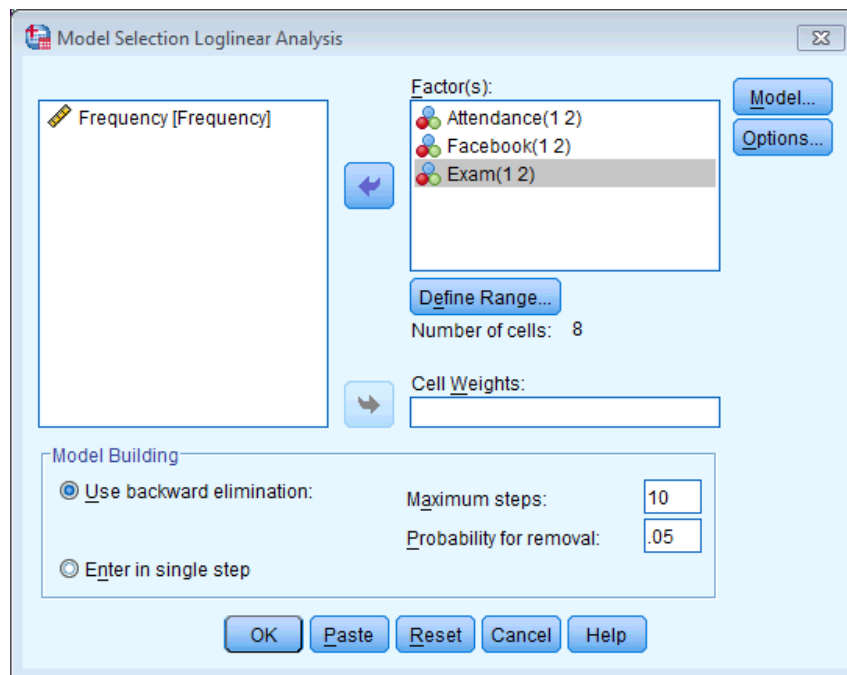 Model Selection Loglinear Analysis
Factor(s):
Frequency [Frequency]
Attendance(1 2)
Facebook(1 2)
Exam(1 2)
Model...
Options...
Define Range...
Number of cells: 8
Cell Weights:
Model Building
Use backward elimination:
Maximum steps: 10
Probability for removal: .05
Enter in single step
OK Paste Reset Cancel Help